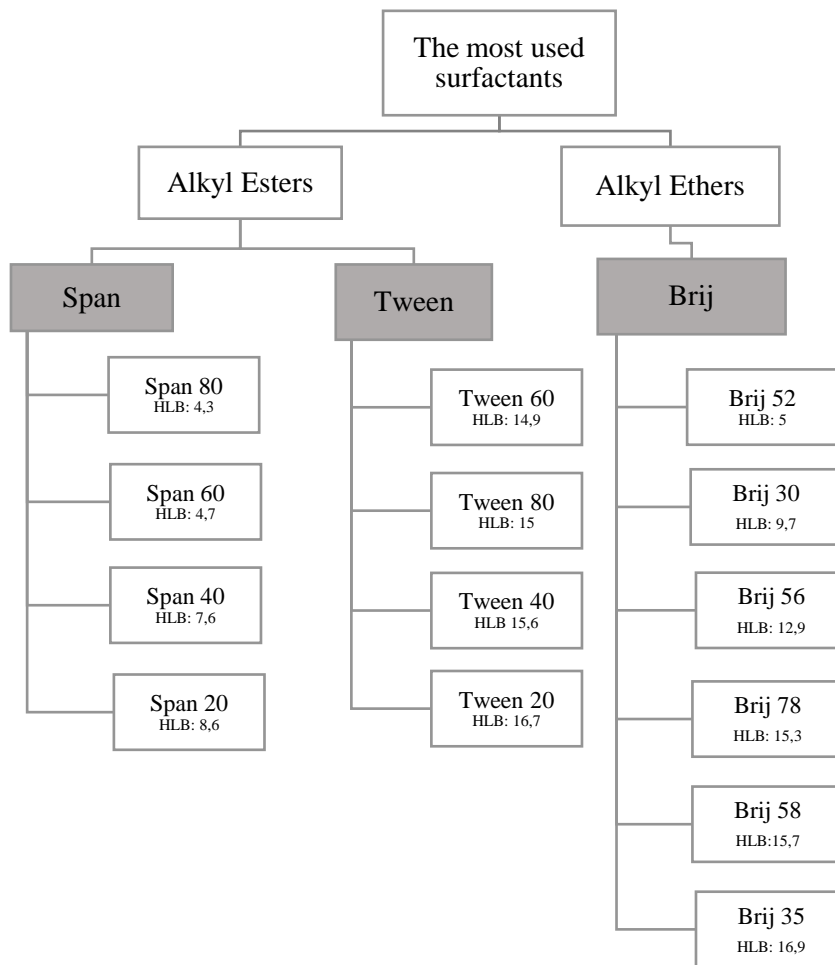 The most used
surfactants
Alkyl Esters
Alkyl Ethers
Span
Tween
Brij
Span 80
HLB: 4,3
Span 60
HLB: 4,7
Span 40
HLB: 7,6
Span 20
HLB: 8,6
Tween 60
HLB: 14,9
Tween 80
HLB: 15
Tween 40
HLB 15,6
Tween 20
HLB: 16,7
Brij 52
HLB: 5
Brij 30
HLB: 9,7
Brij 56
HLB: 12,9
Brij 78
HLB: 15,3
Brij 58
HLB:15,7
Brij 35
HLB: 16,9